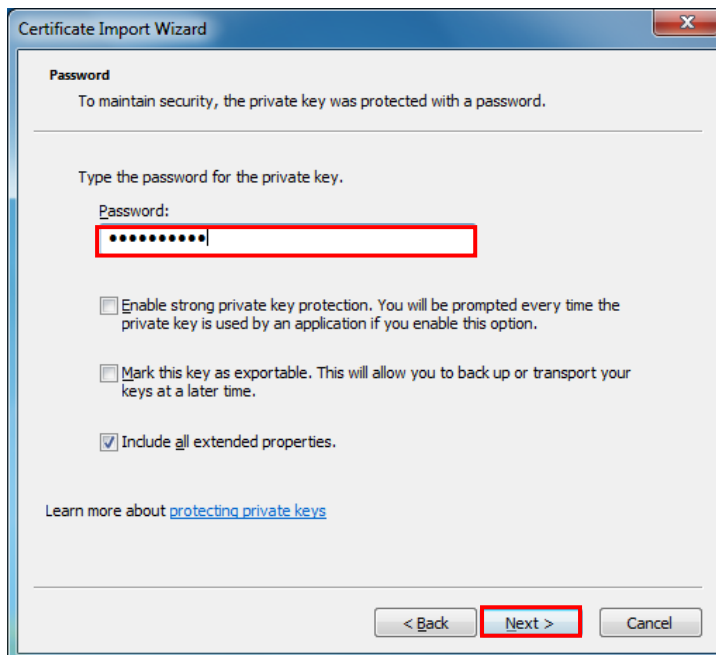 Certificate Import Wizard
Password
To maintain security, the private key was protected with a password.
Type the password for the private key.
Password:
••••••••••
Enable strong private key protection. You will be prompted every time the
private key is used by an application if you enable this option.
Mark this key as exportable. This will allow you to back up or transport your
keys at a later time.
Include all extended properties.
Learn more about protecting private keys
< Back Next > Cancel